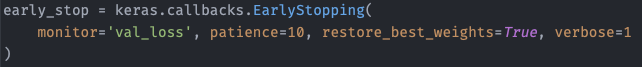 early_stop = keras.callbacks.EarlyStopping(
    monitor='val_loss', patience=10, restore_best_weights=True, verbose=1
)